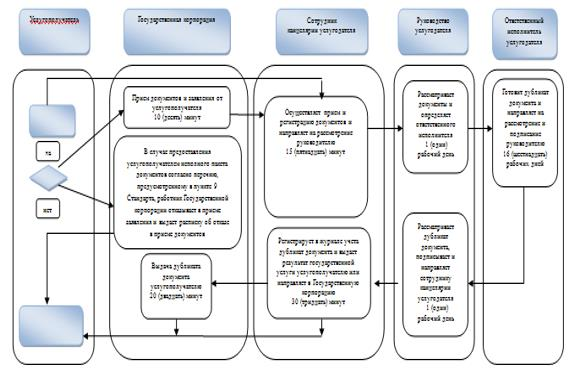 Услугополучатель
Государственная корпорация
Сотрудник
канцелярии услугодателя
Руководство
услугодателя
Ответственный
исполнитель
услугодателя
Прием документов и заявления от
услугополучателя
10 (десять) минут
да
нет
В случае предоставления
услугополучателем неполного пакета
документов согласно перечню,
предусмотренному в пункте 9
Стандарта, работник Государственной
корпорации отказывает в приеме
заявления и выдает расписку об отказе
в приеме документов
Осуществляет прием и
регистрацию документов и
направляет на рассмотрение
руководителю
15 (пятнадцать) минут
Рассматривает
документы и
определяет
ответственного
исполнителя
1 (один)
рабочий день
Готовит дубликат
документа и
направляет на
рассмотрение и
подписание
руководителю
16 (шестнадцать)
рабочих дней
Выдача дубликата
документа
услугополучателю
20 (двадцать) минут
Регистрирует в журнале учета
дубликат документа и выдает
результат государственной
услуги услугополучателю или
направляет в Государственную
корпорацию
30 (тридцать) минут
Рассматривает
дубликат
документа,
подписывает и
направляет
сотруднику
канцелярии
услугодателя
1 (один)
рабочий день